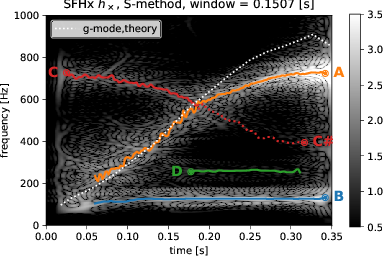 SFHx h×, S-method, window = 0.1507 [s]
g-mode,theory
1000
800
600
400
200
0
frequency [Hz]
0.00 0.05 0.10 0.15 0.20 0.25 0.30 0.35
time [s]
C
A
C#
D
B
3.5
3.0
2.5
2.0
1.5
1.0
0.5